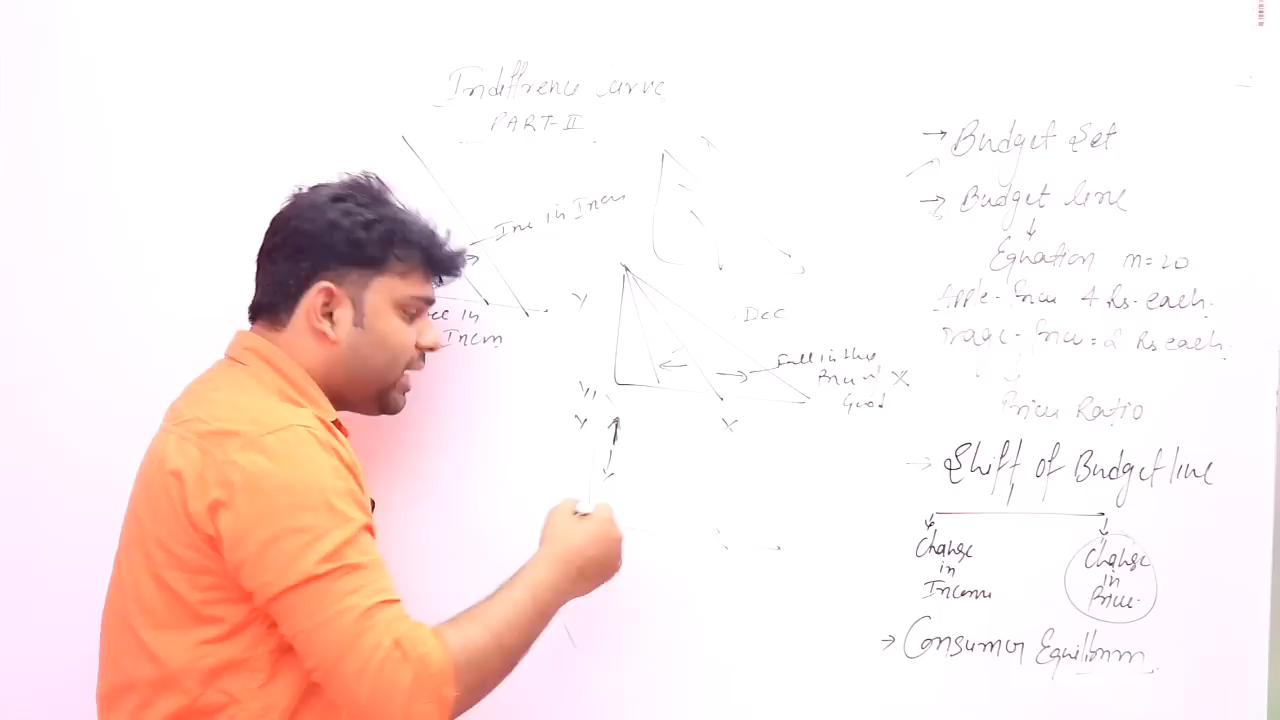 Indiffrence curve
PART-II
Inc in Incm
Dec in
Incm
Y
Dec
Fall in the
Price of X
Good
Y1
Y
X
→ Budget Set
→ Budget line
Equation m=20
Apple - Price 4 Rs. each.
Price = 2 Rs each.
Price Ratio
→ Shift of Budget line
Change
in
Income
Change
in
Price.
→ Consumer Equilibrium